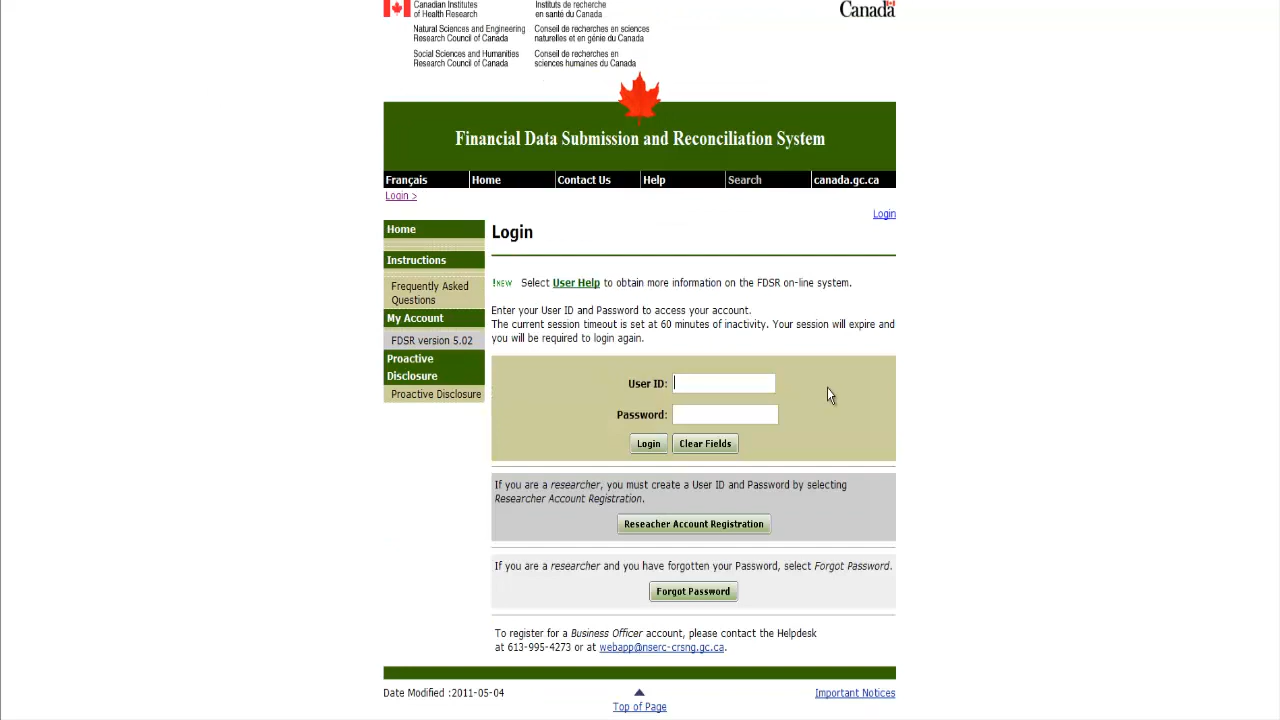 Canadian Institutes of Health Research
Instituts de recherche en santé du Canada
Natural Sciences and Engineering Research Council of Canada
Conseil de recherches en sciences naturelles et en génie du Canada
Social Sciences and Humanities Research Council of Canada
Conseil de recherches en sciences humaines du Canada
Canada
Financial Data Submission and Reconciliation System
Français Home Contact Us Help Search canada.gc.ca
Login >
Login
Home
Instructions
Frequently Asked
Questions
My Account
FDSR version 5.02
Proactive
Disclosure
Proactive Disclosure
Login
!NEW Select User Help to obtain more information on the FDSR on-line system.
Enter your User ID and Password to access your account.
The current session timeout is set at 60 minutes of inactivity. Your session will expire and
you will be required to login again.
User ID:
Password:
Login Clear Fields
If you are a researcher, you must create a User ID and Password by selecting
Researcher Account Registration.
Reseacher Account Registration
If you are a researcher and you have forgotten your Password, select Forgot Password.
Forgot Password
To register for a Business Officer account, please contact the Helpdesk
at 613-995-4273 or at webapp@nserc-crsng.gc.ca.
Date Modified :2011-05-04
Top of Page
Important Notices